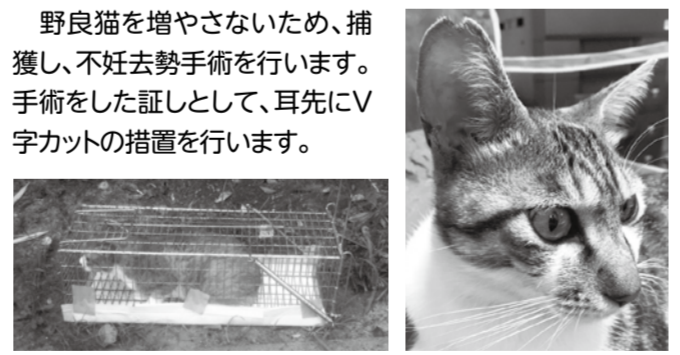 野良猫を増やさないため、捕
獲し、不妊去勢手術を行います。
手術をした証しとして、耳先にV
字カットの措置を行います。